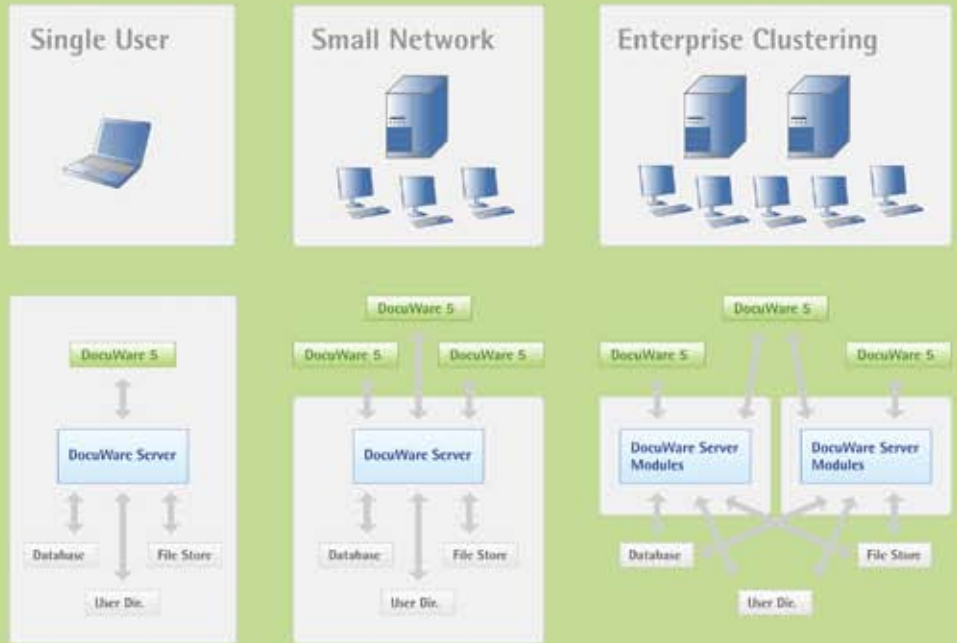 Single User
Small Network
Enterprise Clustering
DocuWare 5
DocuWare Server
Database
File Store
User Dir.
DocuWare 5
DocuWare 5
DocuWare 5
DocuWare Server
Database
File Store
User Dir.
DocuWare 5
DocuWare 5
DocuWare 5
DocuWare Server
Modules
DocuWare Server
Modules
Database
File Store
User Dir.